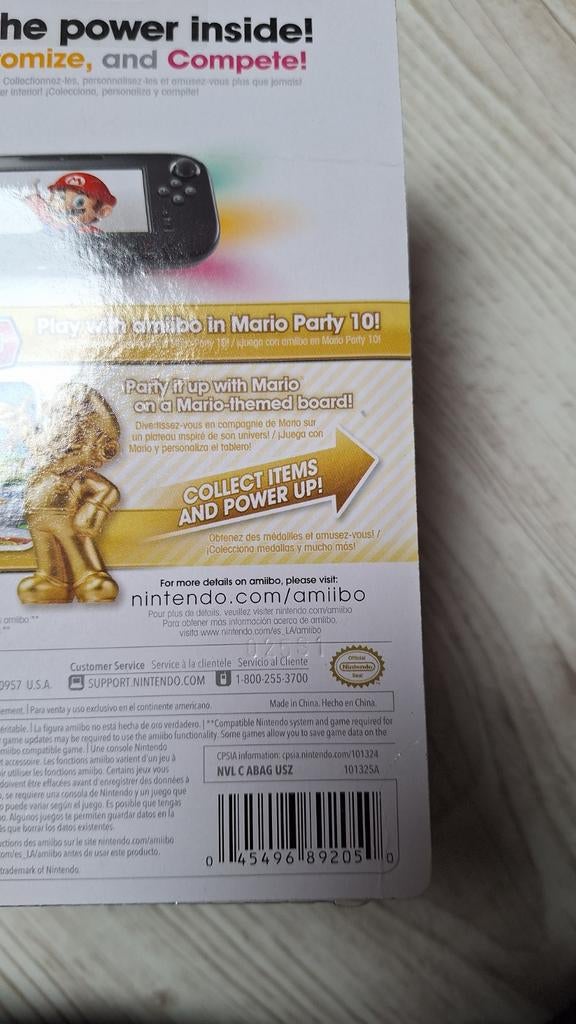 he power inside!
omize, and Compete!
Collectionnez-les, personnalisez-les et amusez-vous plus que jamais!
er interior! ¡Colecciona, personaliza y compite!
Play with amiibo in Mario Party 10!
Party 10! / ¡Juega con amiibo en Mario Party 10!
Party it up with Mario
on a Mario-themed board!
Divertissez-vous en compagnie de Mario sur
un plateau inspiré de son univers! / ¡Juega con
Mario y personaliza el tablero!
COLLECT ITEMS
AND POWER UP!
Obtenez des médailles et amusez-vous! /
¡Colecciona medallas y mucho más!
For more details on amiibo, please visit:
nintendo.com/amiibo
Pour plus de détails, veuillez visiter nintendo.com/amiibo
Para obtener más información acerca de amiibo,
visita www.nintendo.com/es_LA/amiibo
s amiibo.**
Customer Service Service à la clientèle Servicio al Cliente
0957 U.S.A. SUPPORT.NINTENDO.COM 1-800-255-3700
Official
Nintendo
Seal
Made in China. Hecho en China.
ement. | Para venta y uso exclusivo en el continente americano.
éritable. | La figura amiibo no está hecha de oro verdadero. | **Compatible Nintendo system and game required for
game updates may be required to use the amiibo functionality. Some games allow you to save game data on the
amiibo compatible game. | Une console Nintendo
t accessoire. Les fonctions amiibo varient d'un jeu à
ir utiliser les fonctions amiibo. Certains jeux vous
doivent être effacées avant d'enregistrer des données à
, se requiere una consola de Nintendo y un juego que
o puede variar según el juego. Es posible que tengas
o. Algunos juegos te permiten guardar datos en la
s que borrar los datos existentes.
CPSIA information: cpsia.nintendo.com/101324
NVL C ABAG USZ 101325A
0 45496 89205 0
uctions des amiibo sur le site nintendo.com/amiibo
com/es_LA/amiibo antes de usar este producto.
trademark of Nintendo.